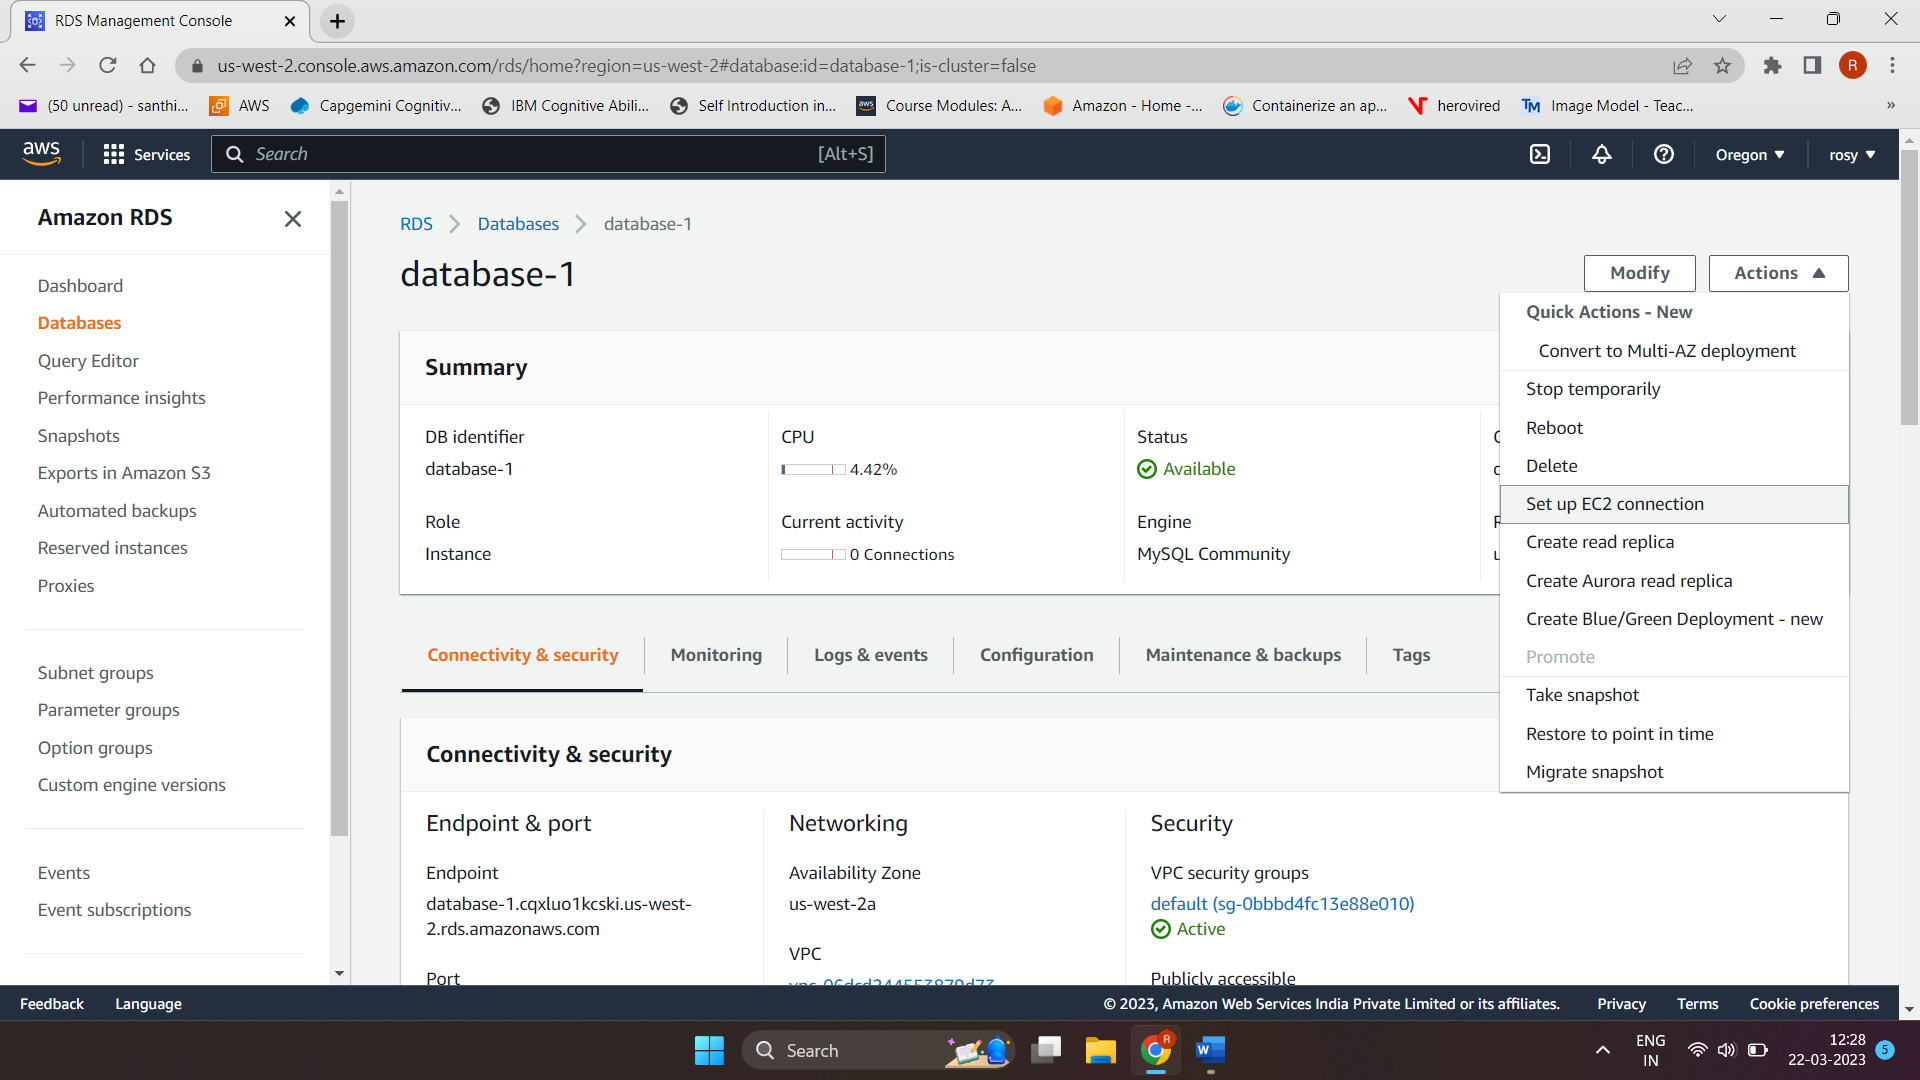 RDS Management Console
us-west-2.console.aws.amazon.com/rds/home?region=us-west-2#database:id=database-1;is-cluster=false
R
(50 unread) - santhi...
AWS
Capgemini Cognitiv...
IBM Cognitive Abili...
Self Introduction in...
aws
Course Modules: A...
Amazon - Home -...
Containerize an ap...
herovired
TM
Image Model - Teac...
»
aws
Services
Search
[Alt+S]
Oregon
rosy
Amazon RDS
Dashboard
Databases
Query Editor
Performance insights
Snapshots
Exports in Amazon S3
Automated backups
Reserved instances
Proxies
Subnet groups
Parameter groups
Option groups
Custom engine versions
Events
Event subscriptions
RDS
Databases
database-1
database-1
Modify
Actions
Quick Actions - New
Convert to Multi-AZ deployment
Stop temporarily
Reboot
Delete
Set up EC2 connection
Create read replica
Create Aurora read replica
Create Blue/Green Deployment - new
Promote
Take snapshot
Restore to point in time
Migrate snapshot
Summary
DB identifier
database-1
CPU
4.42%
Status
Available
Role
Instance
Current activity
0 Connections
Engine
MySQL Community
Connectivity & security
Monitoring
Logs & events
Configuration
Maintenance & backups
Tags
Connectivity & security
Endpoint & port
Endpoint
database-1.cqxluo1kcski.us-west-
2.rds.amazonaws.com
Port
Networking
Availability Zone
us-west-2a
VPC
Security
VPC security groups
default (sg-0bbbd4fc13e88e010)
Active
Publicly accessible
Feedback
Language
© 2023, Amazon Web Services India Private Limited or its affiliates.
Privacy
Terms
Cookie preferences
Search
R
W
ENG
IN
12:28
22-03-2023
5